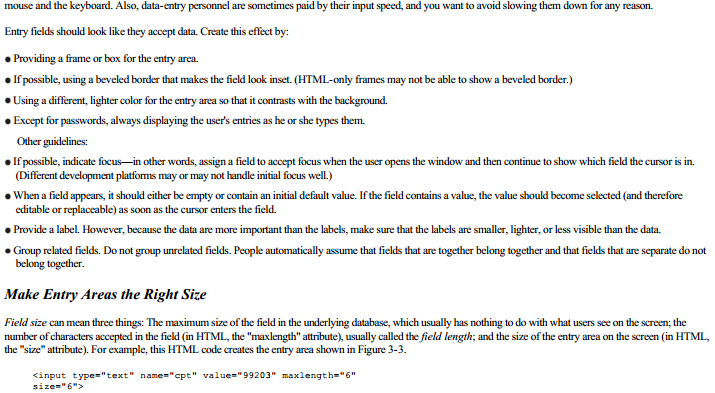 mouse and the keyboard. Also, data-entry personnel are sometimes paid by their input speed, and you want to avoid slowing them down for any reason.
Entry fields should look like they accept data. Create this effect by:
● Providing a frame or box for the entry area.
● If possible, using a beveled border that makes the field look inset. (HTML-only frames may not be able to show a beveled border.)
● Using a different, lighter color for the entry area so that it contrasts with the background.
● Except for passwords, always displaying the user's entries as he or she types them.
Other guidelines:
● If possible, indicate focus—in other words, assign a field to accept focus when the user opens the window and then continue to show which field the cursor is in.
(Different development platforms may or may not handle initial focus well.)
● When a field appears, it should either be empty or contain an initial default value. If the field contains a value, the value should become selected (and therefore
editable or replaceable) as soon as the cursor enters the field.
● Provide a label. However, because the data are more important than the labels, make sure that the labels are smaller, lighter, or less visible than the data.
● Group related fields. Do not group unrelated fields. People automatically assume that fields that are together belong together and that fields that are separate do not
belong together.
Make Entry Areas the Right Size
Field size can mean three things: The maximum size of the field in the underlying database, which usually has nothing to do with what users see on the screen; the
number of characters accepted in the field (in HTML, the "maxlength" attribute), usually called the field length; and the size of the entry area on the screen (in HTML,
the "size" attribute). For example, this HTML code creates the entry area shown in Figure 3-3.
<input type="text" name="cpt" value="99203" maxlength="6"
size="6">